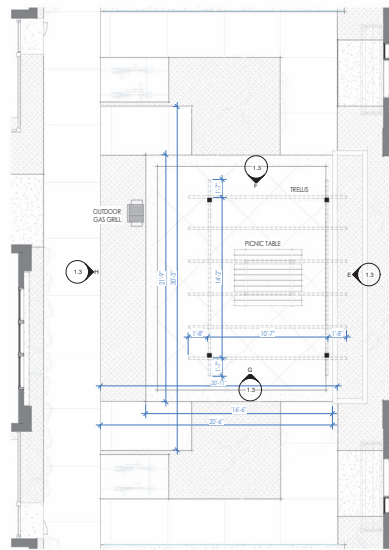 1.3
F
1'-7"
TRELLIS
OUTDOOR
GAS GRILL
PICNIC TABLE
1.3
H
E
1.3
21'-9"
30'-3"
14'-2"
1'-8"
10'-7"
1'-8"
1'-7"
G
20'-11"
1.3
16'-6"
20'-6"